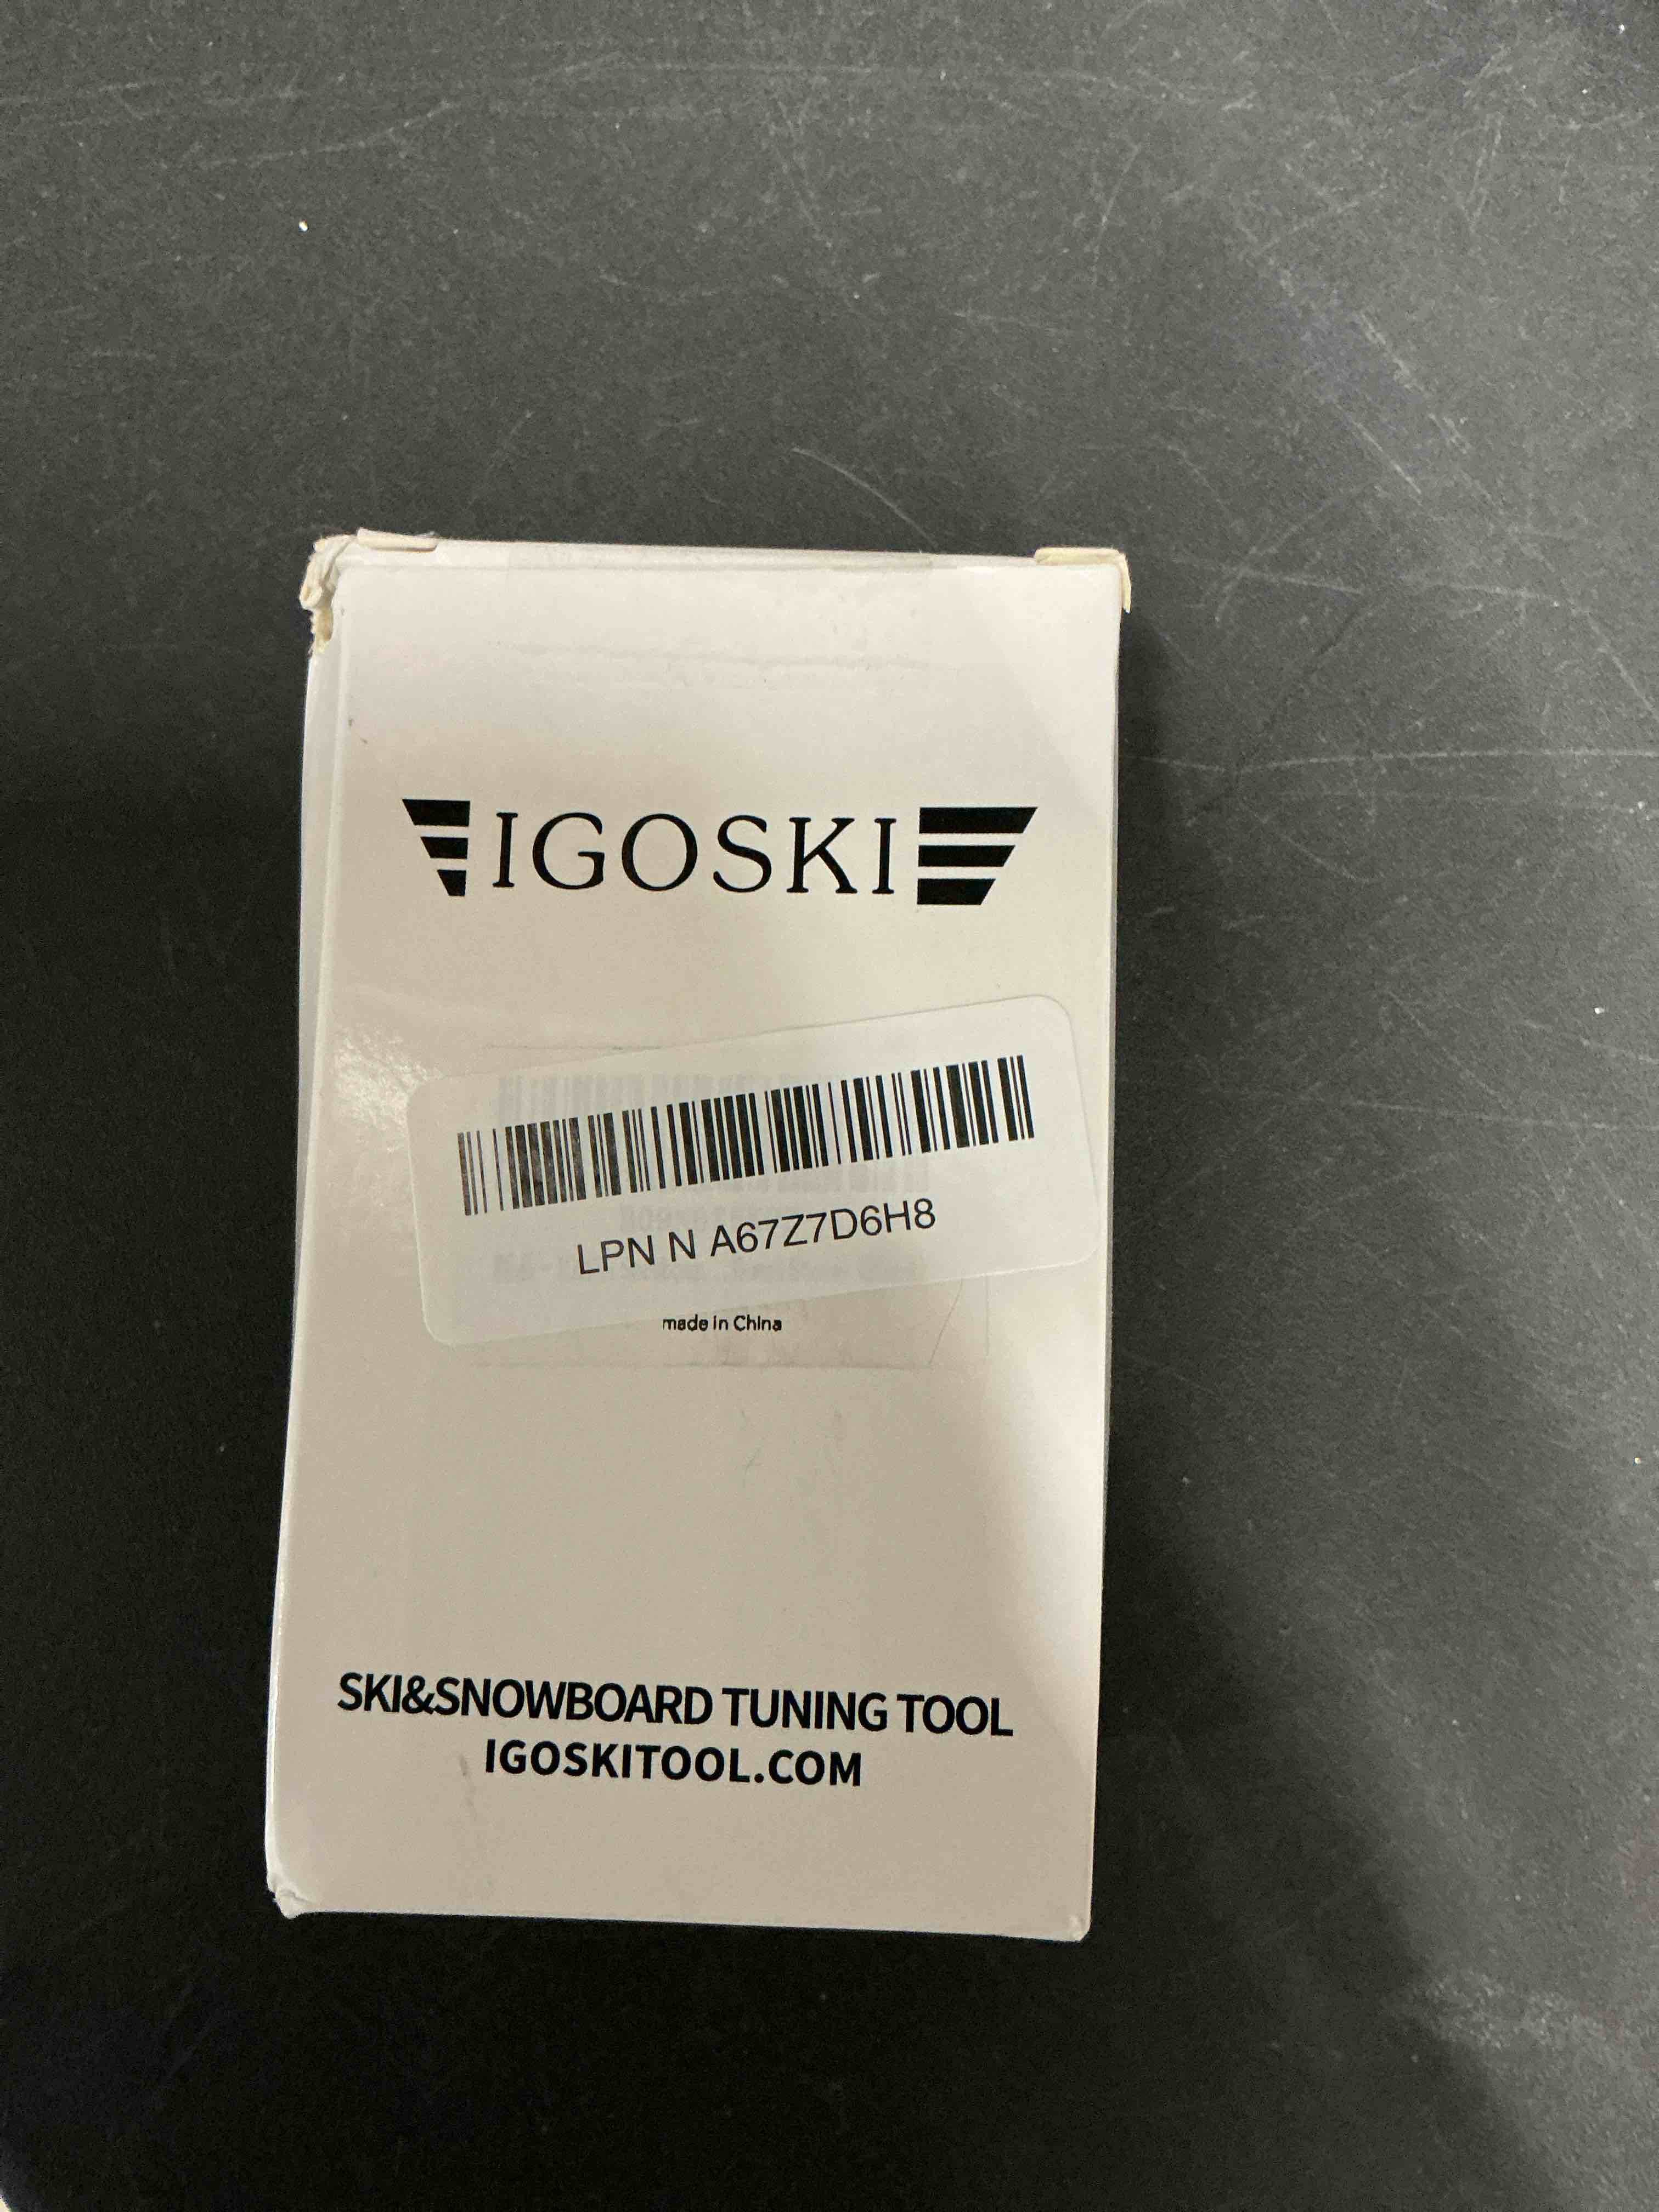 IGOSKI
LPN N A67Z7D6H8
made in China
SKI&SNOWBOARD TUNING TOOL
IGOSKITOOL.COM